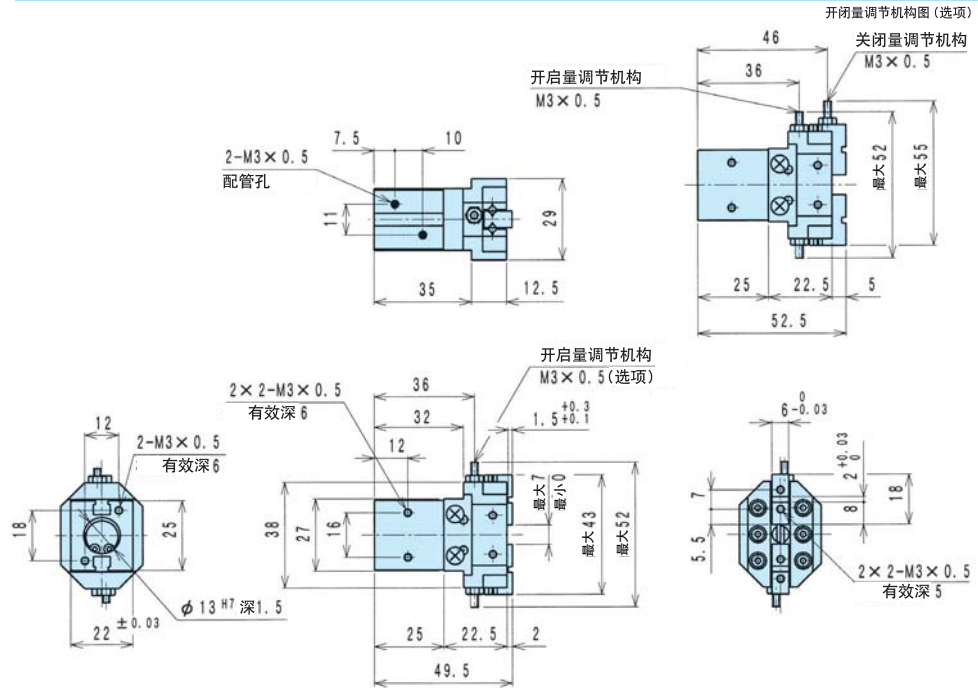 开闭量调节机构图(选项)
46
关闭量调节机构
M3×0.5
36
开启量调节机构
M3×0.5
最大52
最大55
25
22.5
5
52.5
7.5
10
2-M3×0.5
配管孔
11
29
35
12.5
12
2-M3×0.5
有效深6
18
25
φ13 H7 深1.5
±0.03
22
开启量调节机构
M3×0.5(选项)
2×2-M3×0.5
有效深6
36
32
12
1.5 +0.3 +0.1
38
27
16
最大7
最小0
最大43
最大52
25
22.5
2
49.5
6 0 -0.03
7
5.5
2 +0.03 0
8
18
2×2-M3×0.5
有效深5